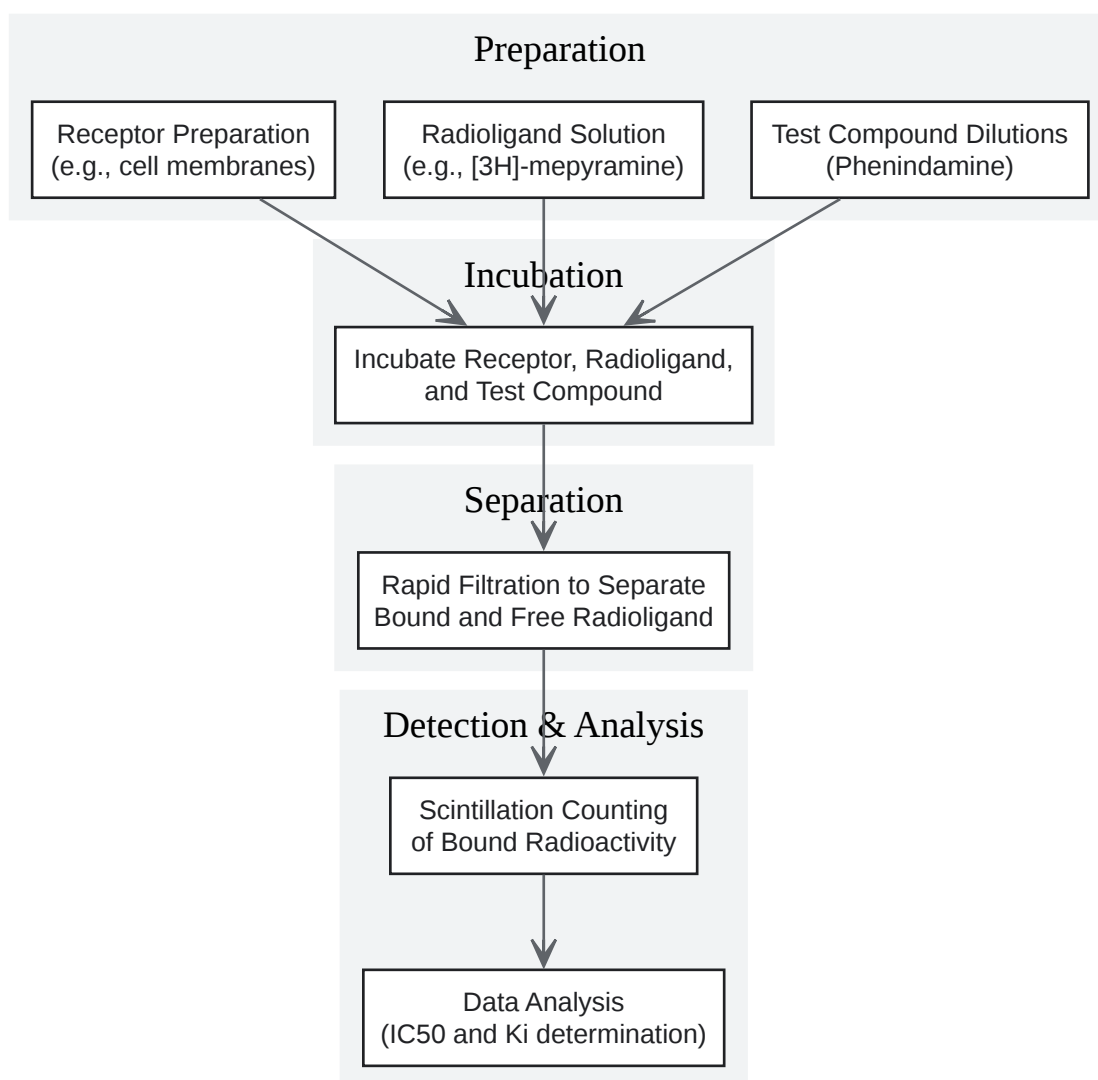 Preparation
Receptor Preparation
(e.g., cell membranes)
Radioligand Solution
(e.g., [3H]-mepyramine)
Test Compound Dilutions
(Phenindamine)
Incubation
Incubate Receptor, Radioligand,
and Test Compound
Separation
Rapid Filtration to Separate
Bound and Free Radioligand
Detection & Analysis
Scintillation Counting
of Bound Radioactivity
Data Analysis
(IC50 and Ki determination)